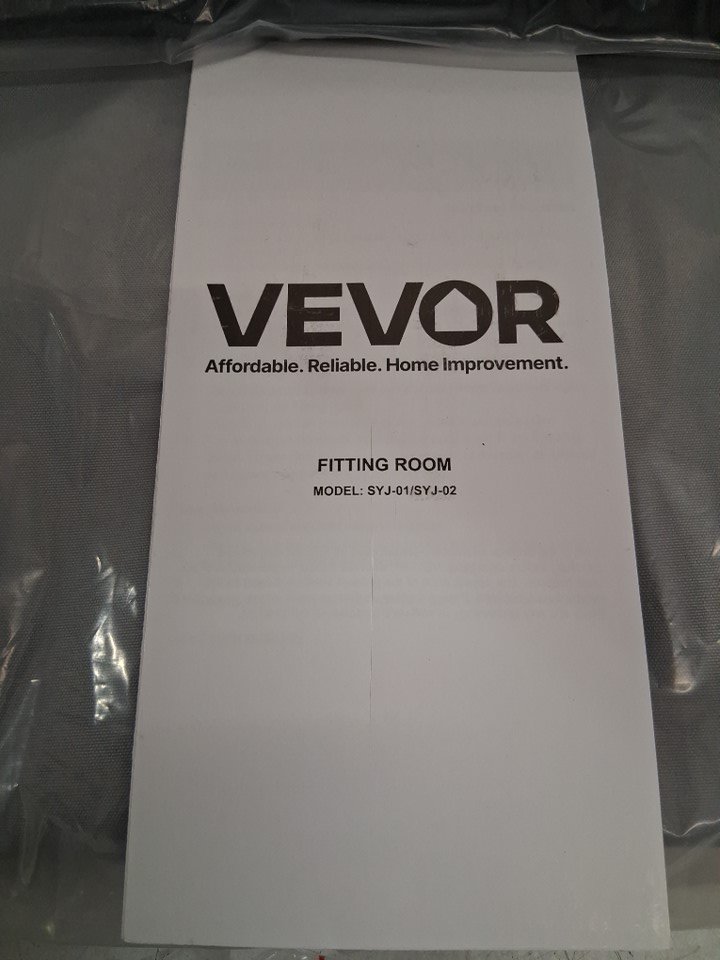 VEVOR
Affordable. Reliable. Home Improvement.
FITTING ROOM
MODEL: SYJ-01/SYJ-02